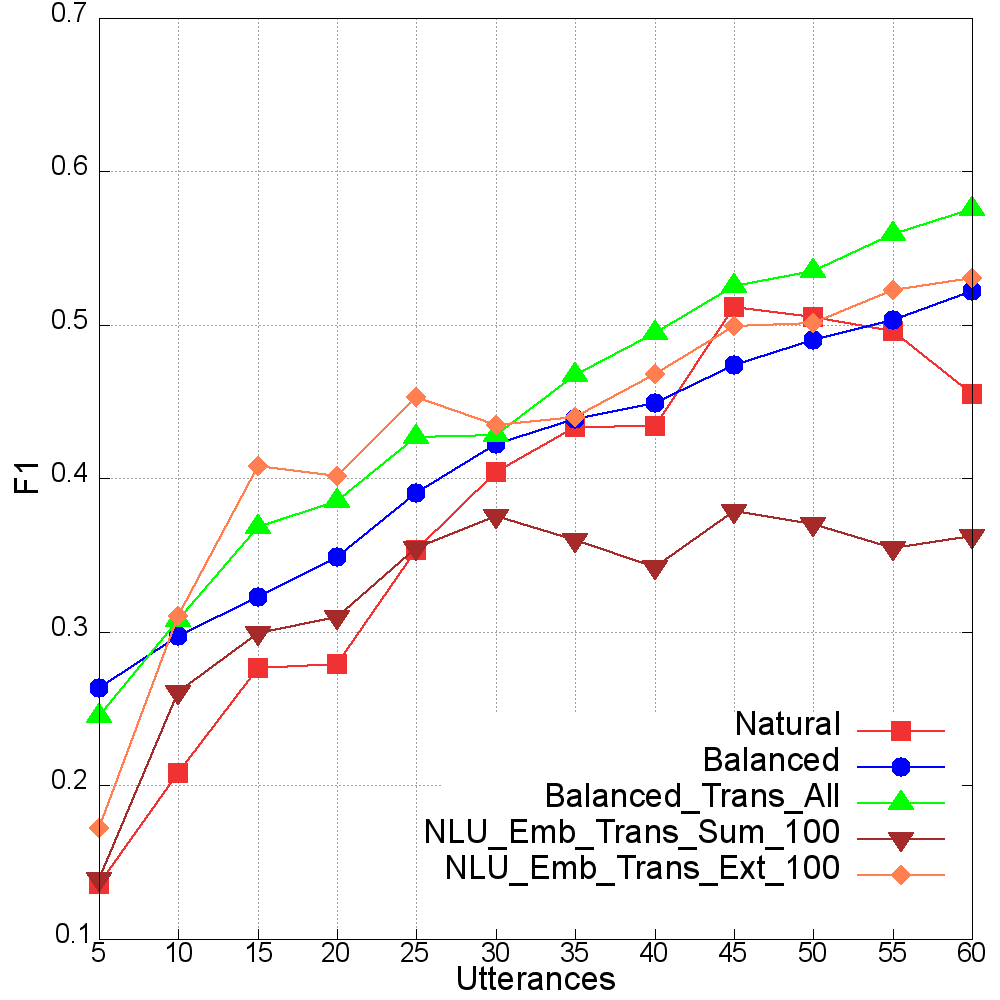 0.7
0.6
0.5
0.4
0.3
0.2
0.1
F1
Natural
Balanced
Balanced_Trans_All
NLU_Emb_Trans_Sum_100
NLU_Emb_Trans_Ext_100
5 10 15 20 25 30 35 40 45 50 55 60
Utterances